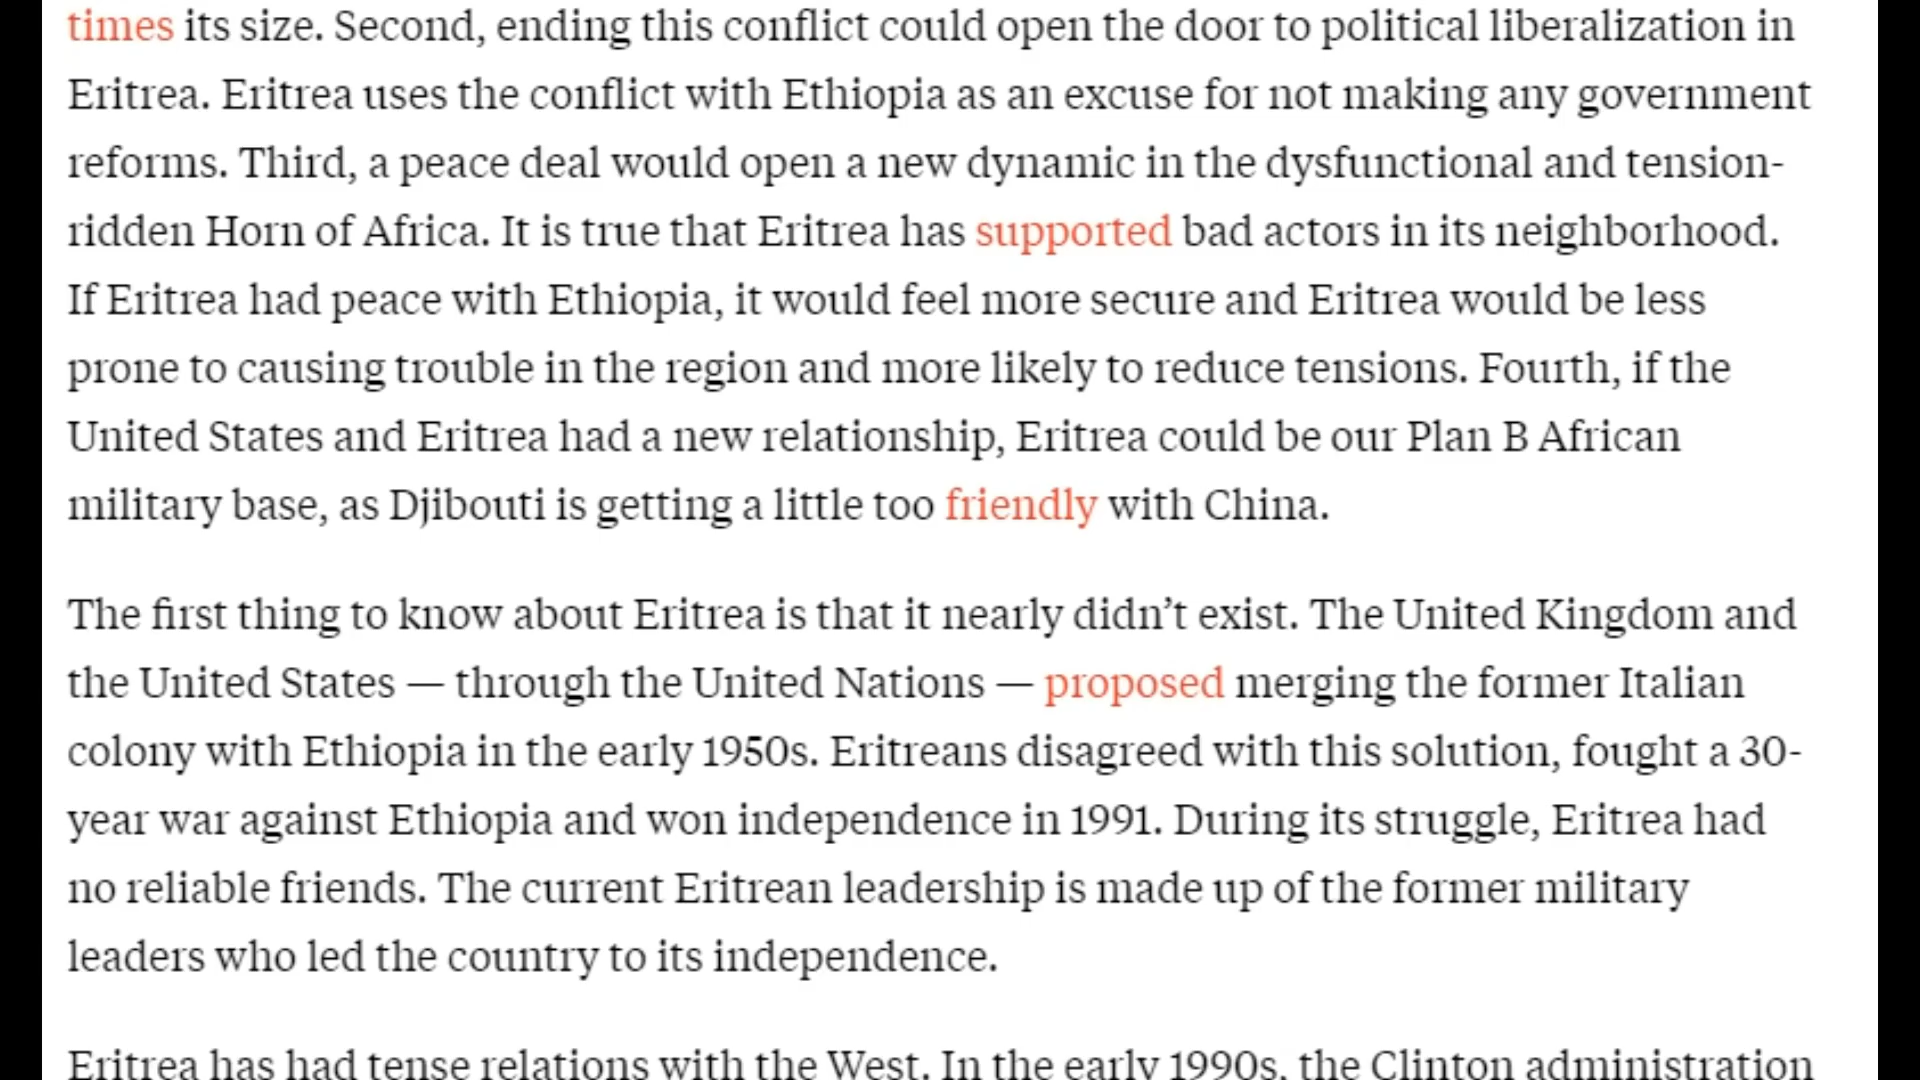 times its size. Second, ending this conflict could open the door to political liberalization in
Eritrea. Eritrea uses the conflict with Ethiopia as an excuse for not making any government
reforms. Third, a peace deal would open a new dynamic in the dysfunctional and tension-
ridden Horn of Africa. It is true that Eritrea has supported bad actors in its neighborhood.
If Eritrea had peace with Ethiopia, it would feel more secure and Eritrea would be less
prone to causing trouble in the region and more likely to reduce tensions. Fourth, if the
United States and Eritrea had a new relationship, Eritrea could be our Plan B African
military base, as Djibouti is getting a little too friendly with China.
The first thing to know about Eritrea is that it nearly didn’t exist. The United Kingdom and
the United States — through the United Nations — proposed merging the former Italian
colony with Ethiopia in the early 1950s. Eritreans disagreed with this solution, fought a 30-
year war against Ethiopia and won independence in 1991. During its struggle, Eritrea had
no reliable friends. The current Eritrean leadership is made up of the former military
leaders who led the country to its independence.
Eritrea has had tense relations with the West. In the early 1990s, the Clinton administration